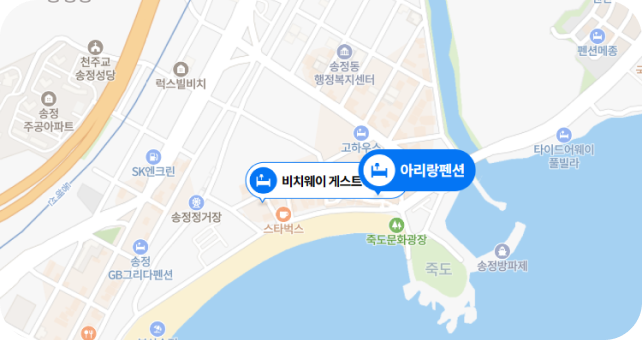 펜션메종
천주교
송정성당
송정동
행정복지센터
럭스빌비치
송정
주공아파트
고하우스
타이드어웨이
풀빌라
SK엔크린
비치웨이 게스트
아리랑펜션
송정정거장
스타벅스
죽도문화광장
송정
GB그리다펜션
죽도
송정방파제